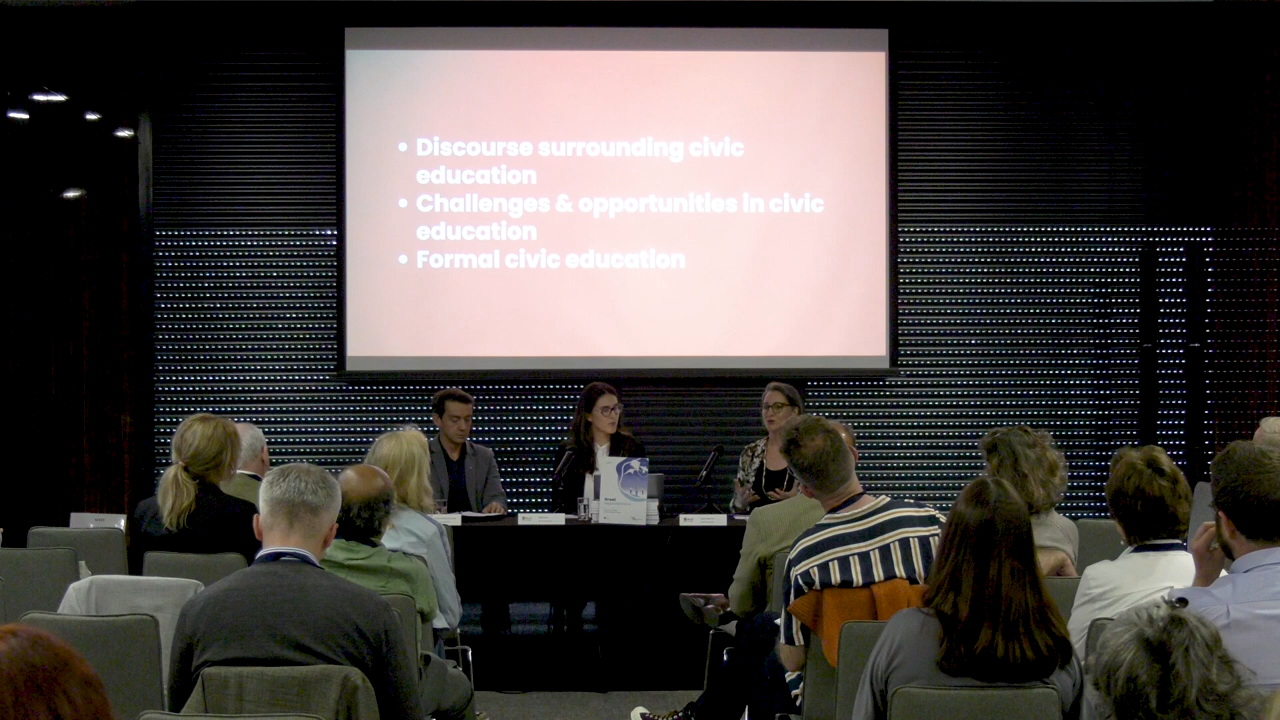 • Discourse surrounding civic
education
• Challenges & opportunities in civic
education
• Formal civic education